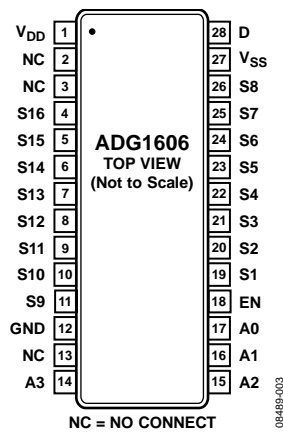 VDD 1 28 D
NC 2 27 VSS
NC 3 26 S8
S16 4 25 S7
S15 5 24 S6
S14 6 23 S5
S13 7 22 S4
S12 8 21 S3
S11 9 20 S2
S10 10 19 S1
S9 11 18 EN
GND 12 17 A0
NC 13 16 A1
A3 14 15 A2
ADG1606
TOP VIEW
(Not to Scale)
NC = NO CONNECT
08489-003